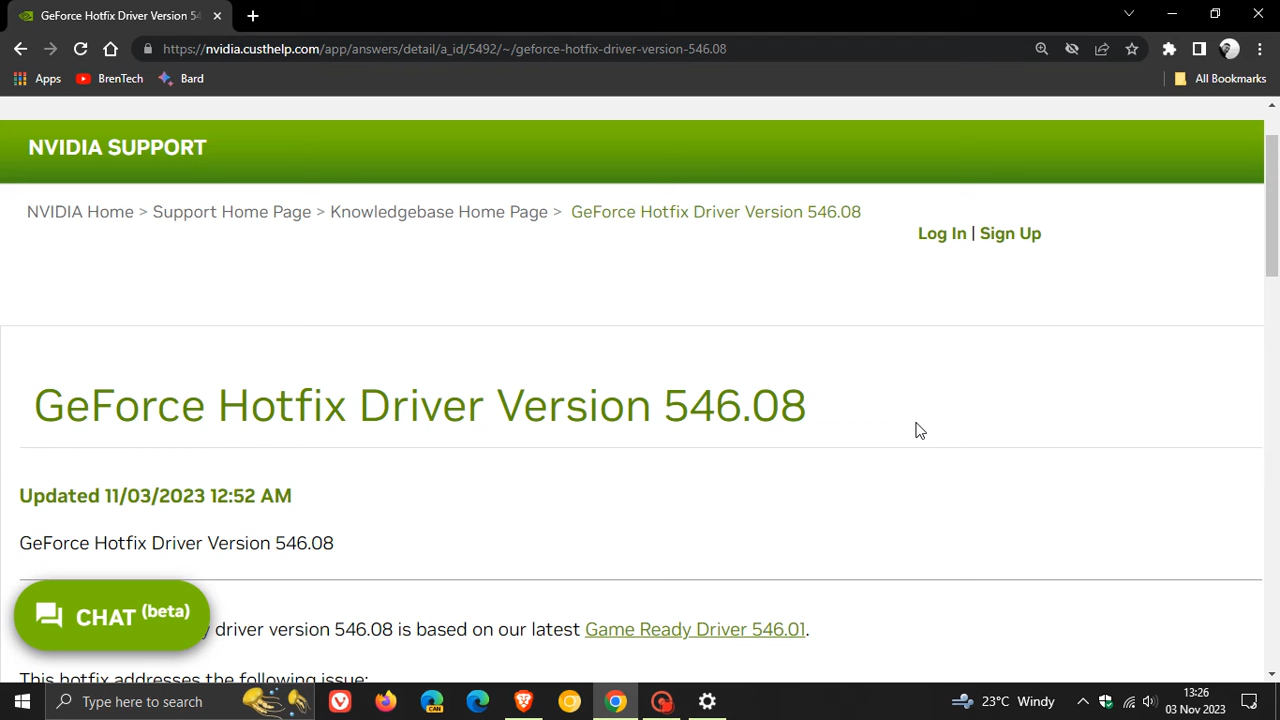 GeForce Hotfix Driver Version 54
https://nvidia.custhelp.com/app/answers/detail/a_id/5492/~/geforce-hotfix-driver-version-546.08
Apps BrenTech Bard All Bookmarks
NVIDIA SUPPORT
NVIDIA Home > Support Home Page > Knowledgebase Home Page > GeForce Hotfix Driver Version 546.08
Log In | Sign Up
GeForce Hotfix Driver Version 546.08
Updated 11/03/2023 12:52 AM
GeForce Hotfix Driver Version 546.08
CHAT (beta)
driver version 546.08 is based on our latest Game Ready Driver 546.01.
This hotfix addresses the following issue:
Type here to search
CAN
23°C Windy
13:26
03 Nov 2023